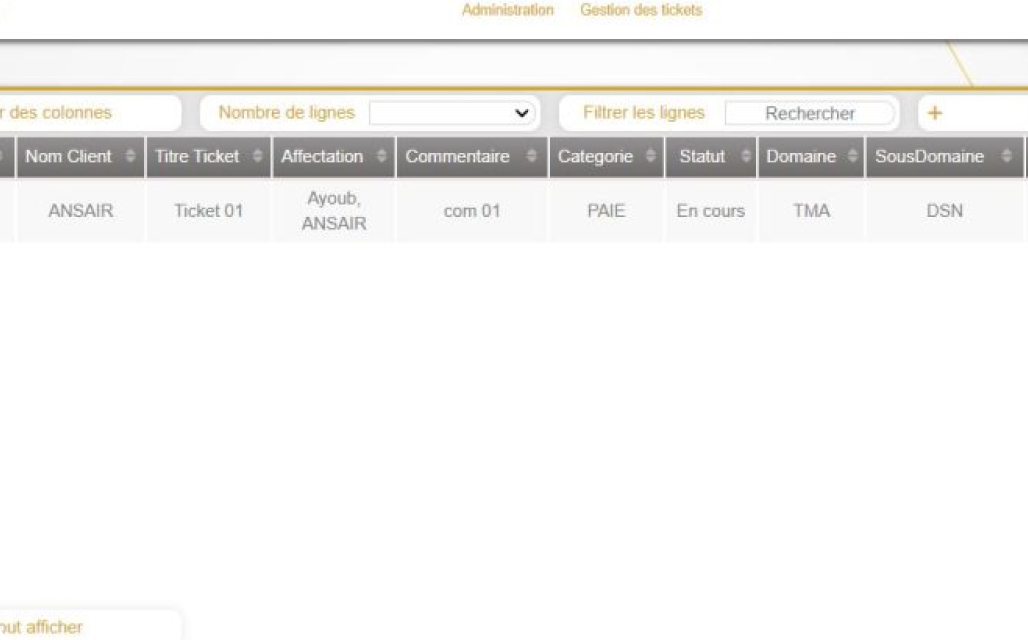 Administration Gestion des tickets
r des colonnes Nombre de lignes Filtrer les lignes Rechercher +
Nom Client Titre Ticket Affectation Commentaire Categorie Statut Domaine SousDomaine
ANSAIR Ticket 01 Ayoub, ANSAIR com 01 PAIE En cours TMA DSN
out afficher